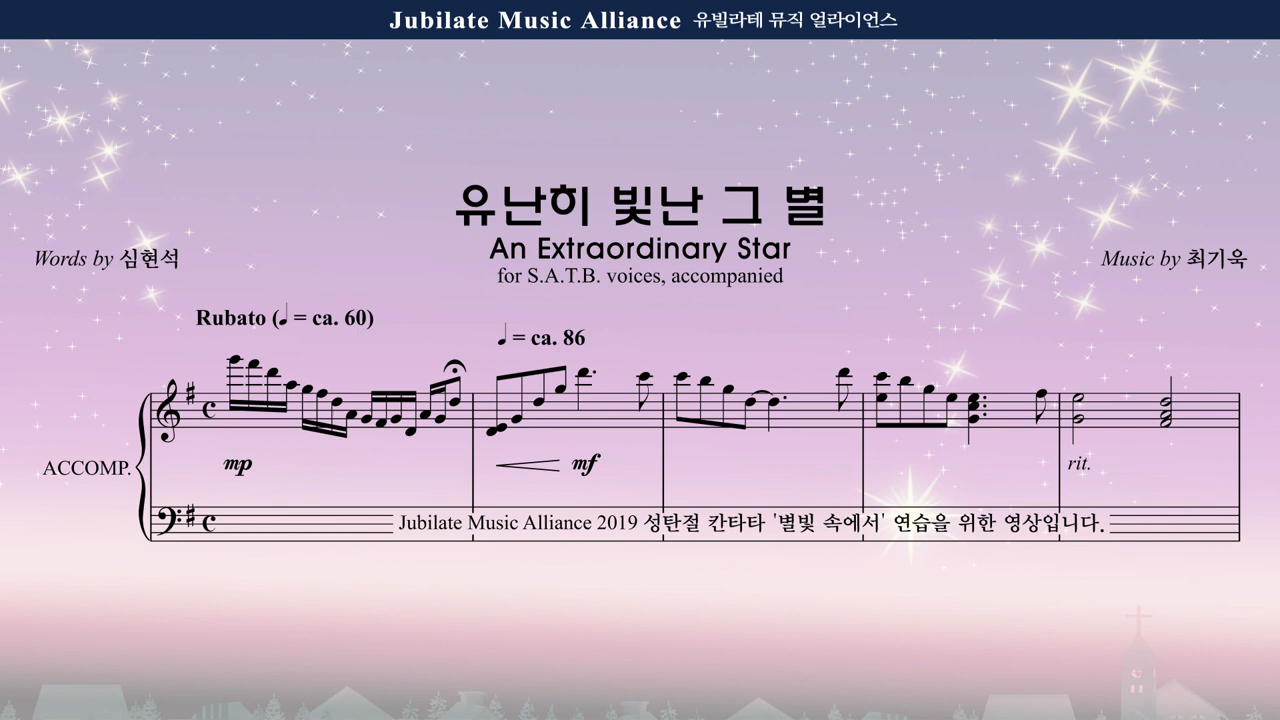 Jubilate Music Alliance 유빌라테 뮤직 얼라이언스
유난히 빛난 그 별
An Extraordinary Star
for S.A.T.B. voices, accompanied
Words by 심현석
Music by 최기욱
Rubato (♩ = ca. 60)
♩ = ca. 86
mp
mf
rit.
ACCOMP.
Jubilate Music Alliance 2019 성탄절 칸타타 '별빛 속에서' 연습을 위한 영상입니다.